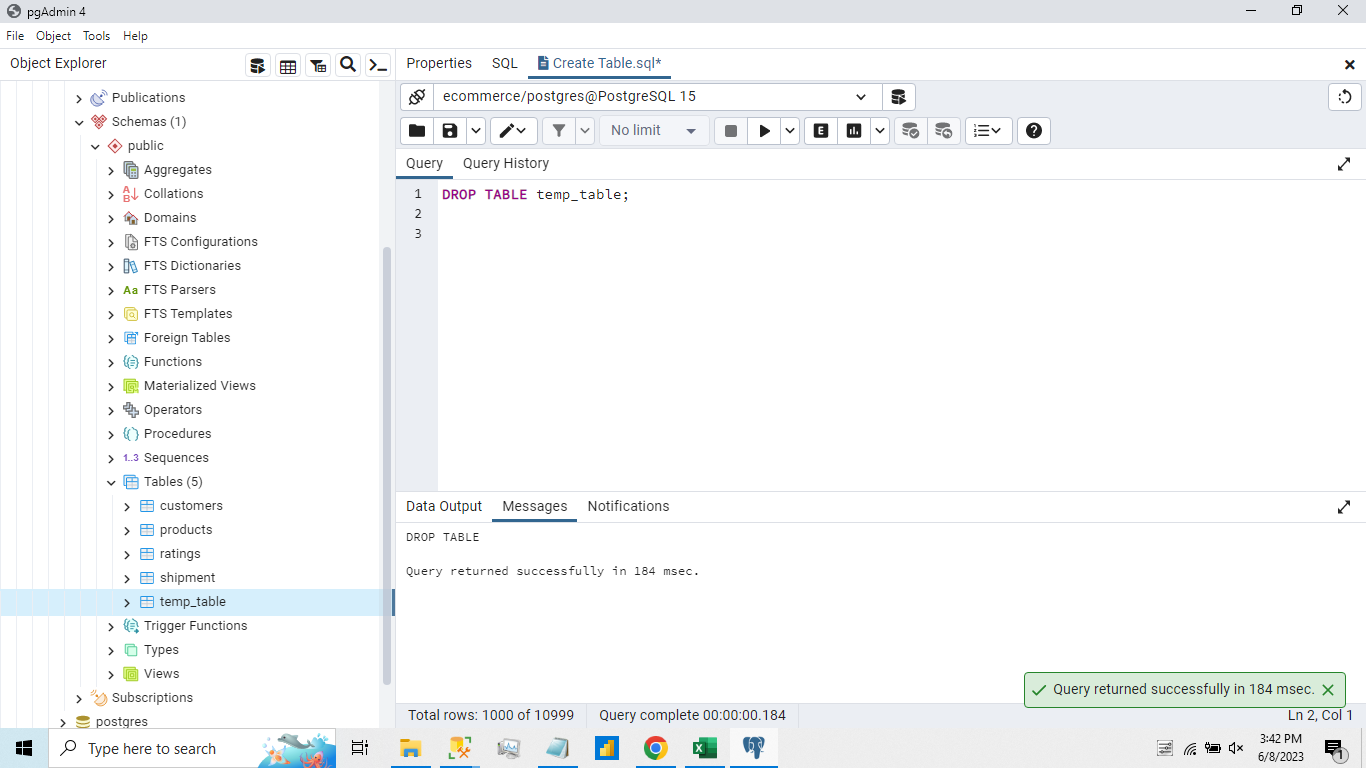 pgAdmin 4
File Object Tools Help
Object Explorer
Properties SQL Create Table.sql*
Publications
Schemas (1)
public
Aggregates
Collations
Domains
FTS Configurations
FTS Dictionaries
Aa FTS Parsers
FTS Templates
Foreign Tables
Functions
Materialized Views
Operators
Procedures
1..3 Sequences
Tables (5)
customers
products
ratings
shipment
temp_table
Trigger Functions
Types
Views
Subscriptions
postgres
ecommerce/postgres@PostgreSQL 15
No limit
E
Query Query History
1 DROP TABLE temp_table;
2
3
Data Output Messages Notifications
DROP TABLE
Query returned successfully in 184 msec.
Query returned successfully in 184 msec.
Total rows: 1000 of 10999 Query complete 00:00:00.184 Ln 2, Col 1
Type here to search
3:42 PM
6/8/2023
1